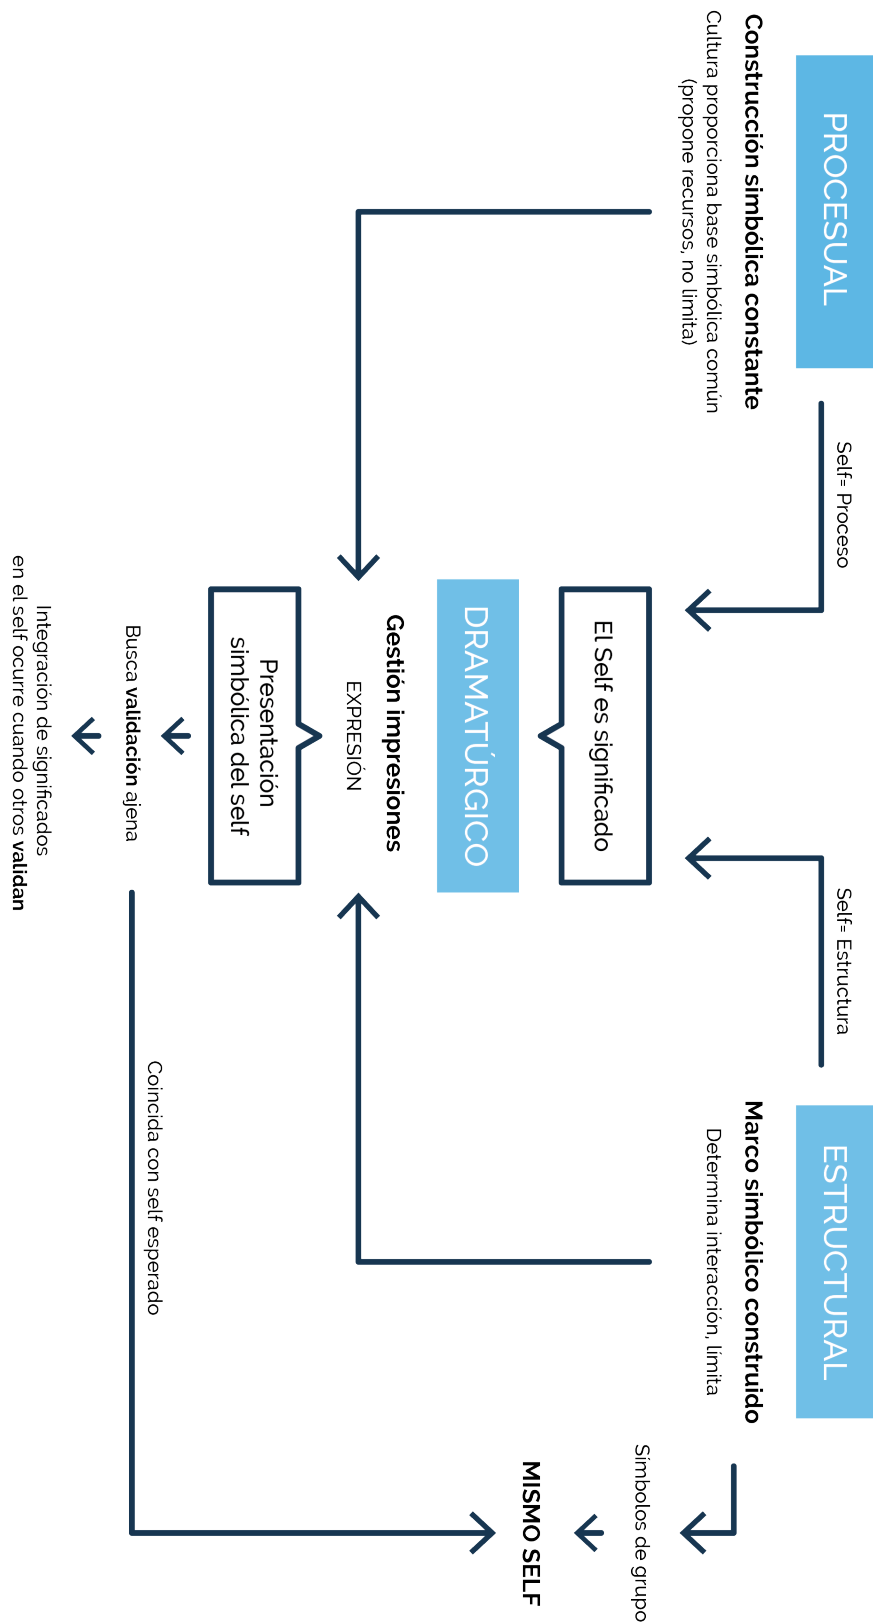 PROCESUAL
Construcción simbólica constante
Cultura proporciona base simbólica común
(propone recursos, no limita)
Self= Proceso
Self= Estructura
ESTRUCTURAL
Marco simbólico construido
Determina interacción, límita
El Self es significado
Símbolos de grupo
MISMO SELF
DRAMATÚRGICO
Gestión impresiones
EXPRESIÓN
Presentación
simbólica del self
Busca validación ajena
Coincida con self esperado
Integración de significados
en el self ocurre cuando otros validan